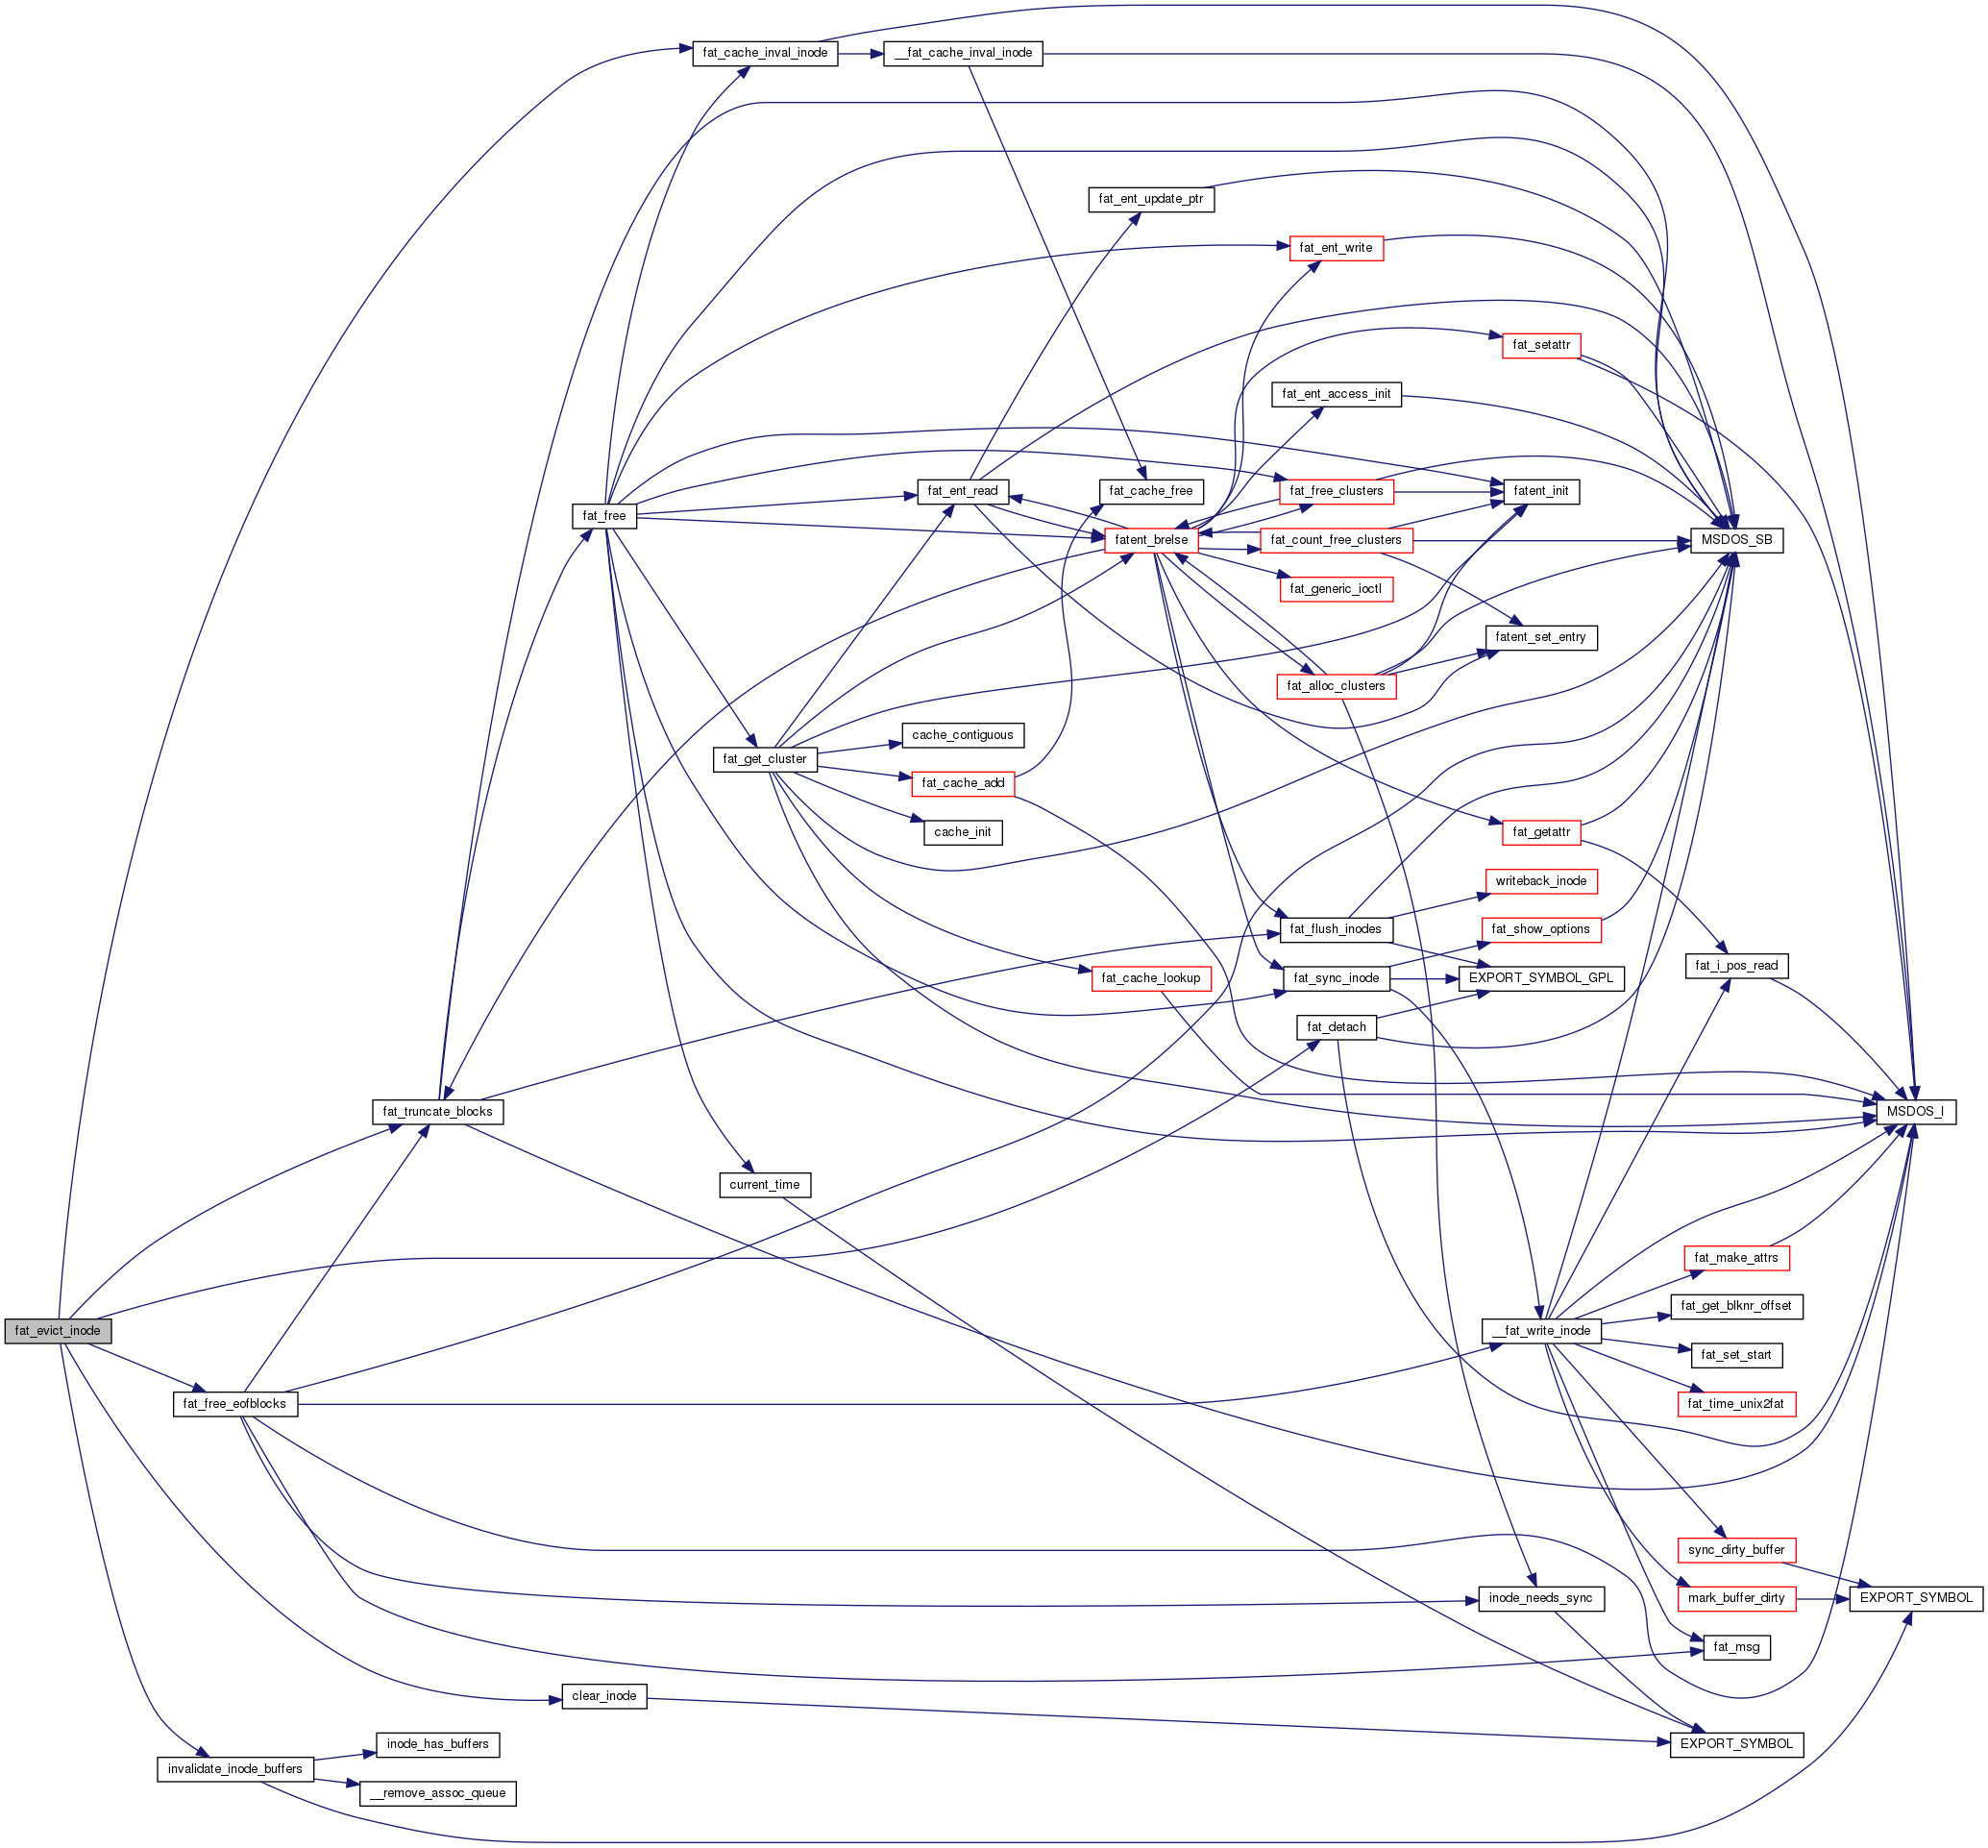 fat_cache_inval_inode
__fat_cache_inval_inode
fat_ent_update_ptr
fat_ent_write
fat_setattr
fat_ent_access_init
fat_ent_read
fat_cache_free
fat_free_clusters
fatent_init
fat_free
fatent_brelse
fat_count_free_clusters
MSDOS_SB
fat_generic_ioctl
fatent_set_entry
fat_alloc_clusters
cache_contiguous
fat_get_cluster
fat_cache_add
cache_init
fat_getattr
writeback_inode
fat_flush_inodes
fat_show_options
fat_i_pos_read
fat_cache_lookup
fat_sync_inode
EXPORT_SYMBOL_GPL
fat_detach
fat_truncate_blocks
MSDOS_I
current_time
fat_make_attrs
fat_get_blknr_offset
fat_evict_inode
__fat_write_inode
fat_set_start
fat_free_eofblocks
fat_time_unix2fat
sync_dirty_buffer
inode_needs_sync
mark_buffer_dirty
EXPORT_SYMBOL
fat_msg
clear_inode
inode_has_buffers
EXPORT_SYMBOL
invalidate_inode_buffers
__remove_assoc_queue